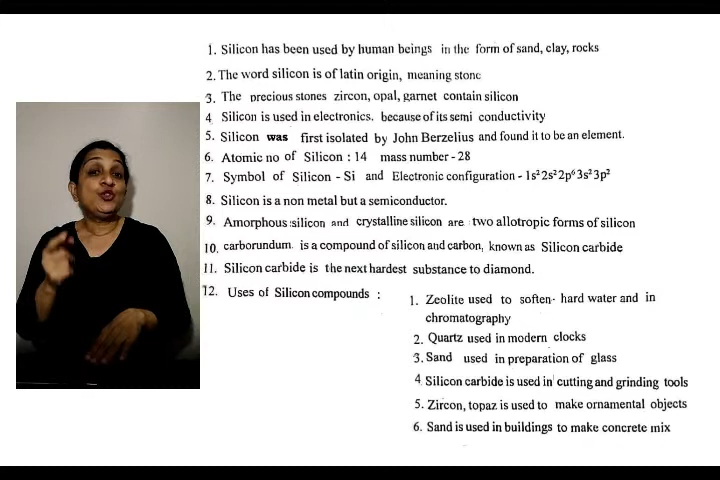 1. Silicon has been used by human beings in the form of sand, clay, rocks
2. The word silicon is of latin origin, meaning stone
3. The precious stones zircon, opal, garnet contain silicon
4 Silicon is used in electronics. because of its semi conductivity
5. Silicon was first isolated by John Berzelius and found it to be an element.
6. Atomic no of Silicon : 14 mass number - 28
7. Symbol of Silicon - Si and Electronic configuration - 1s² 2s² 2p⁶ 3s² 3p²
8. Silicon is a non metal but a semiconductor.
9. Amorphous silicon and crystalline silicon are two allotropic forms of silicon
10. carborundum is a compound of silicon and carbon, known as Silicon carbide
11. Silicon carbide is the next hardest substance to diamond.
12. Uses of Silicon compounds :
1. Zeolite used to soften hard water and in
chromatography
2. Quartz used in modern clocks
3. Sand used in preparation of glass
4 Silicon carbide is used in cutting and grinding tools
5. Zircon, topaz is used to make ornamental objects
6. Sand is used in buildings to make concrete mix